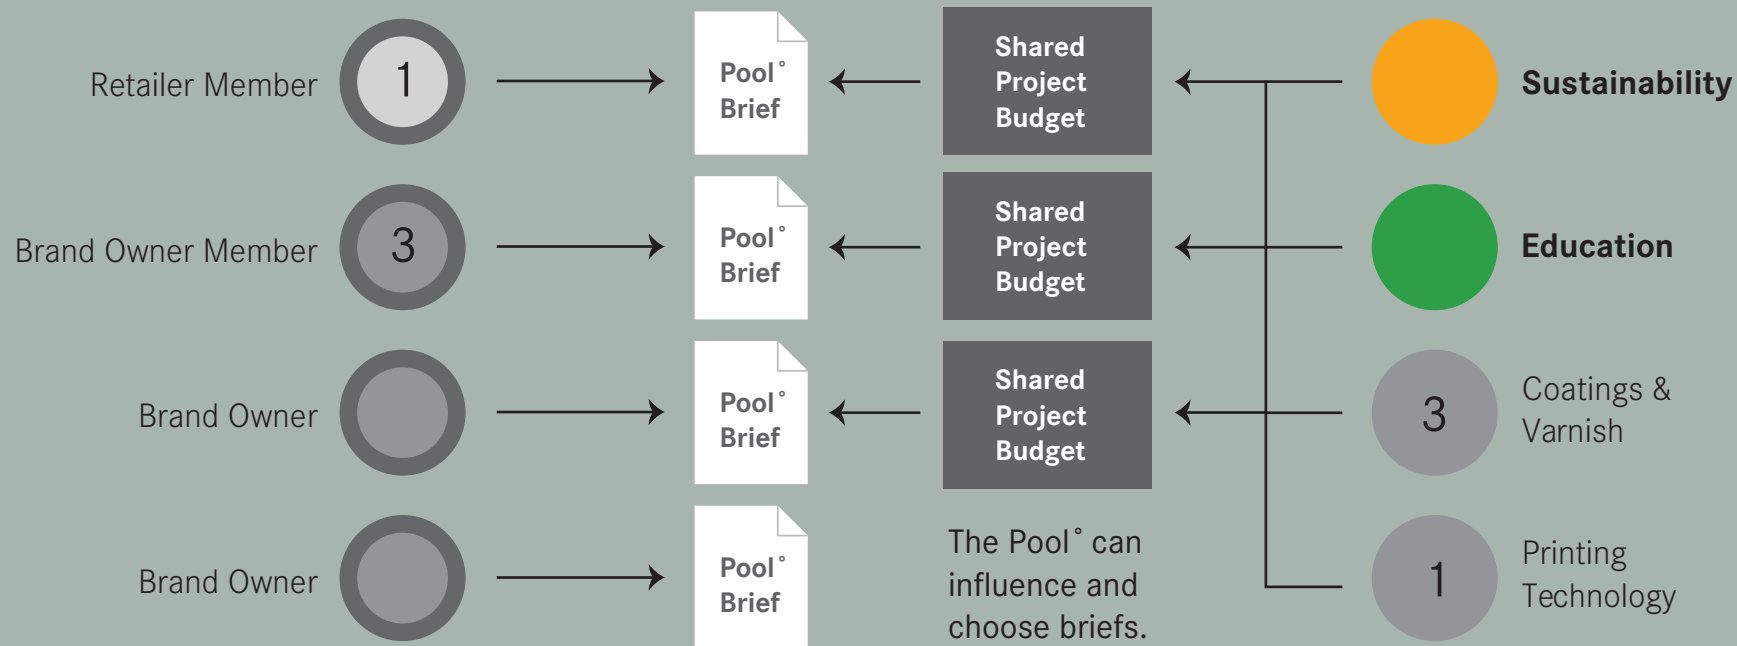 Retailer Member
1
Pool°
Brief
Shared
Project
Budget
Sustainability
Brand Owner Member
3
Pool°
Brief
Shared
Project
Budget
Education
Brand Owner
Pool°
Brief
Shared
Project
Budget
3
Coatings &
Varnish
Brand Owner
Pool°
Brief
The Pool° can
influence and
choose briefs.
1
Printing
Technology